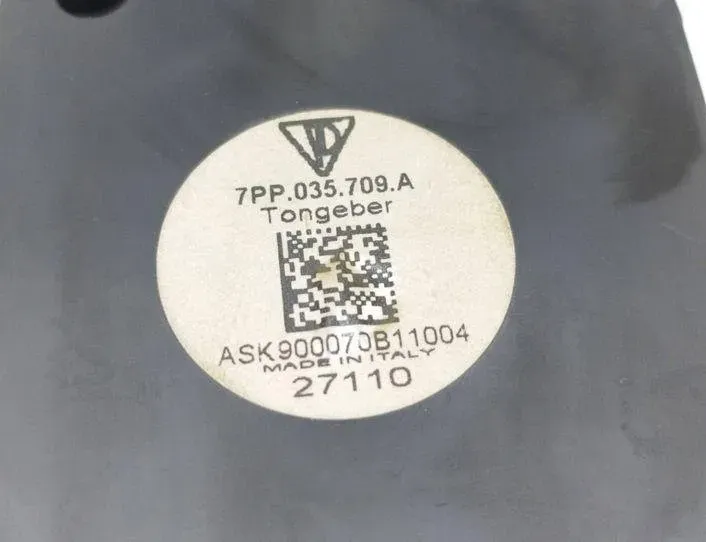 7PP.035.709.A
Tongeber
ASK900070B11004
MADE IN ITALY
27110